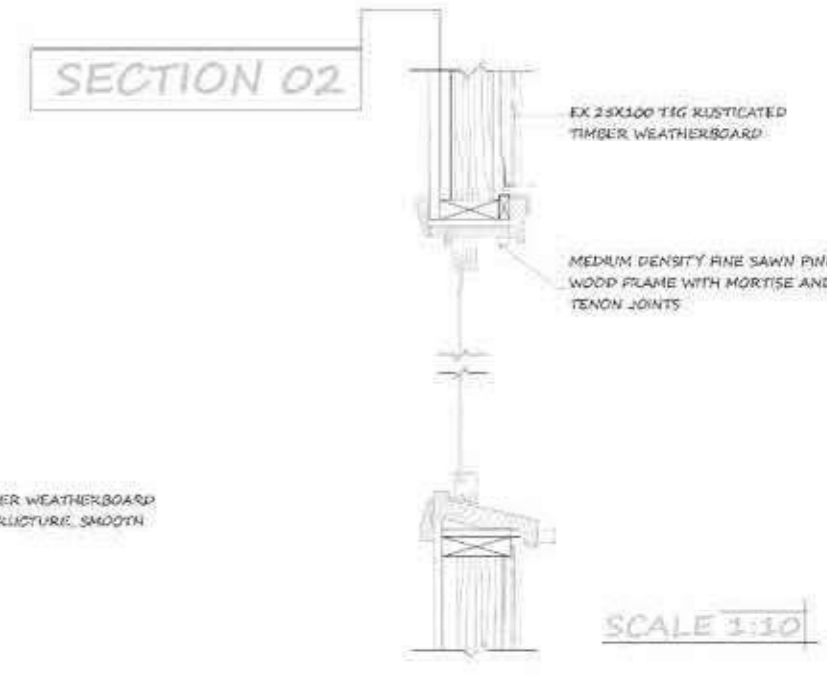 SECTION 02
EX 25X100 T&G RUSTICATED
TIMBER WEATHERBOARD
MEDIUM DENSITY FINE SAWN PINE
WOOD FRAME WITH MORTISE AND
TENON JOINTS
ER WEATHERBOARD
RUCTURE, SMOOTH
SCALE 1:10